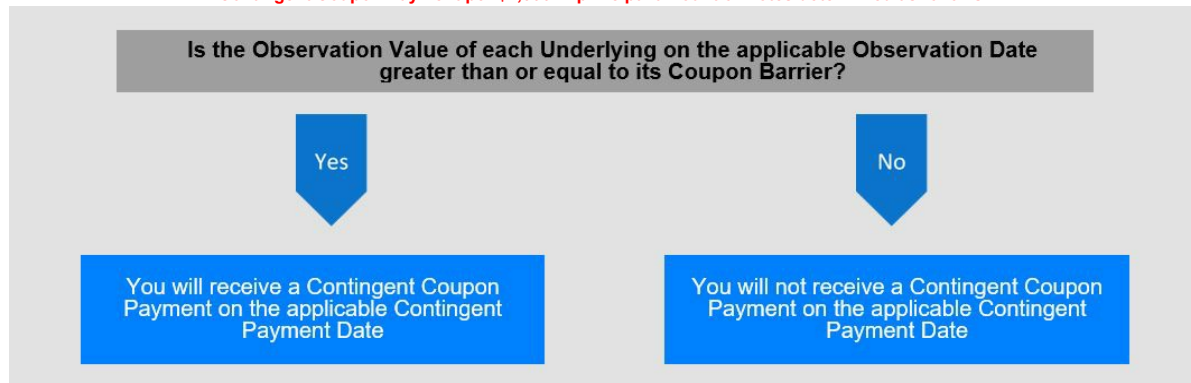 Is the Observation Value of each Underlying on the applicable Observation Date
greater than or equal to its Coupon Barrier?
Yes
No
You will receive a Contingent Coupon
Payment on the applicable Contingent
Payment Date
You will not receive a Contingent Coupon
Payment on the applicable Contingent
Payment Date